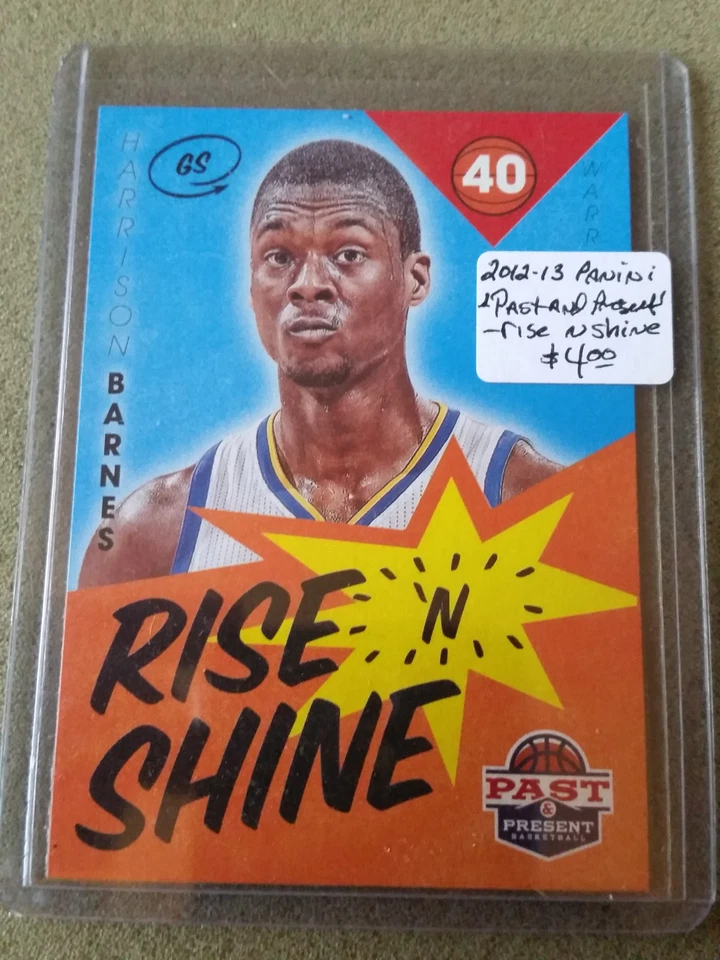 HARRISON BARNES
GS
40
WARR
2012-13 PANINI
"PAST AND Present"
-rise N Shine
$4.00
RISE
'N
SHINE
PAST
&
PRESENT
BASKETBALL